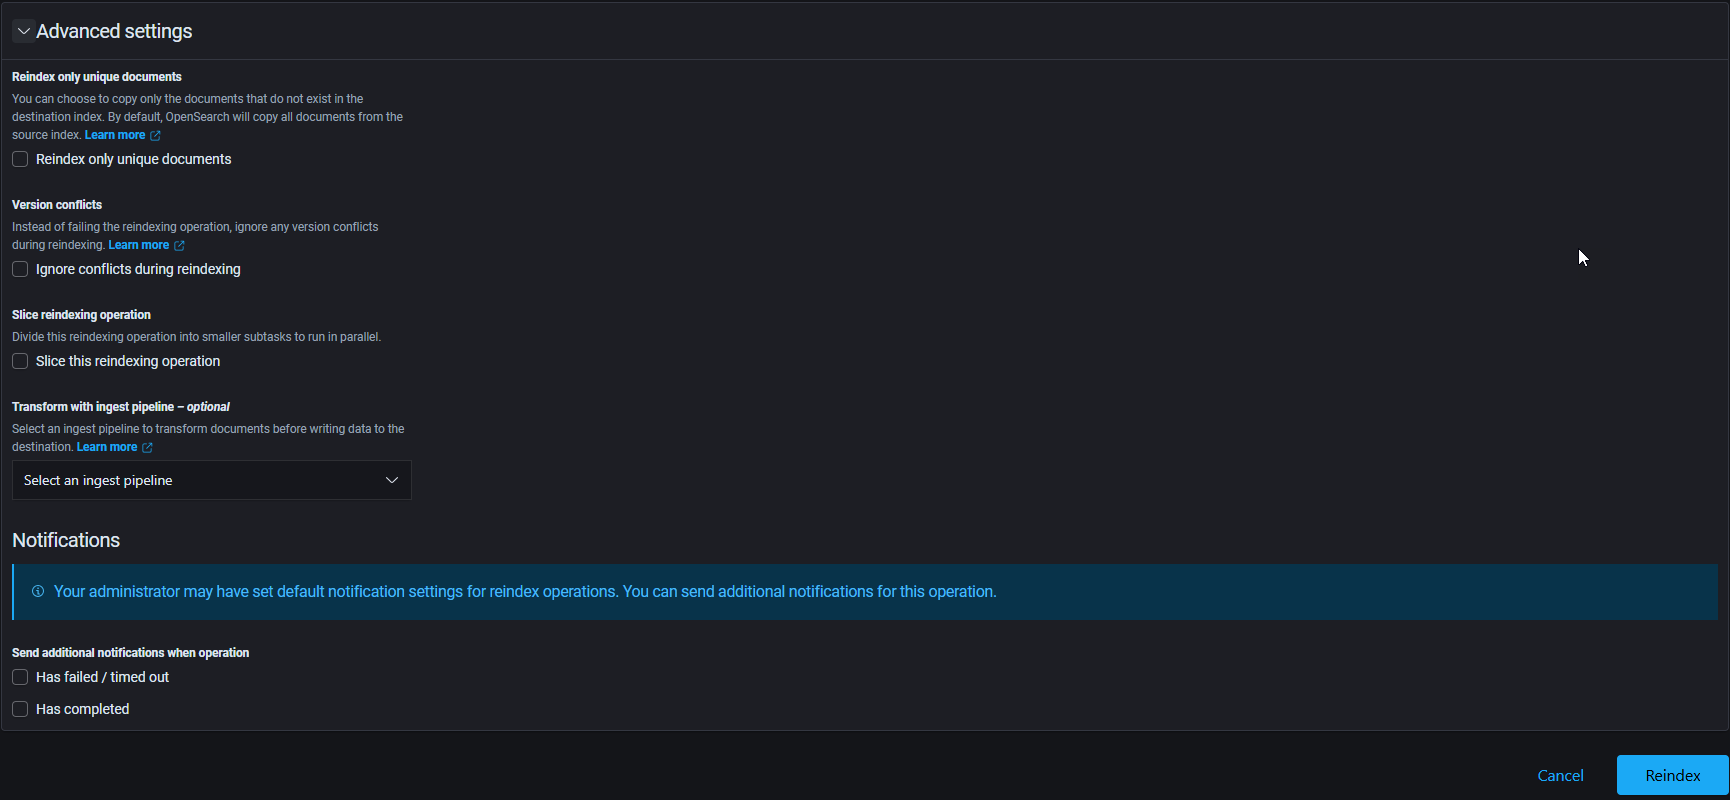 Advanced settings
Reindex only unique documents
You can choose to copy only the documents that do not exist in the
destination index. By default, OpenSearch will copy all documents from the
source index. Learn more
Reindex only unique documents
Version conflicts
Instead of failing the reindexing operation, ignore any version conflicts
during reindexing. Learn more
Ignore conflicts during reindexing
Slice reindexing operation
Divide this reindexing operation into smaller subtasks to run in parallel.
Slice this reindexing operation
Transform with ingest pipeline – optional
Select an ingest pipeline to transform documents before writing data to the
destination. Learn more
Select an ingest pipeline
Notifications
Your administrator may have set default notification settings for reindex operations. You can send additional notifications for this operation.
Send additional notifications when operation
Has failed / timed out
Has completed
Cancel
Reindex